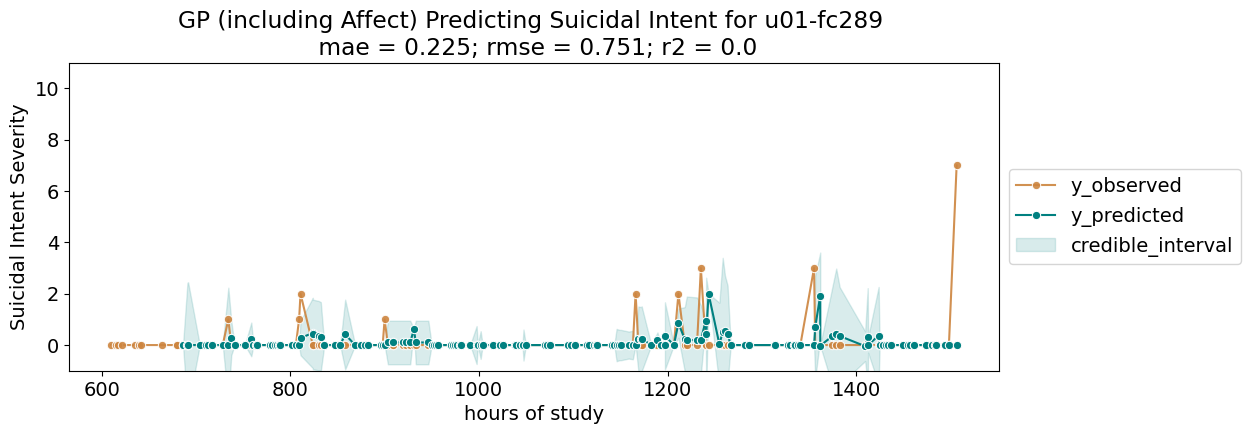 GP (including Affect) Predicting Suicidal Intent for u01-fc289
mae = 0.225; rmse = 0.751; r2 = 0.0
Suicidal Intent Severity
10
8
6
4
2
0
600
800
1000
1200
1400
hours of study
y_observed
y_predicted
credible_interval